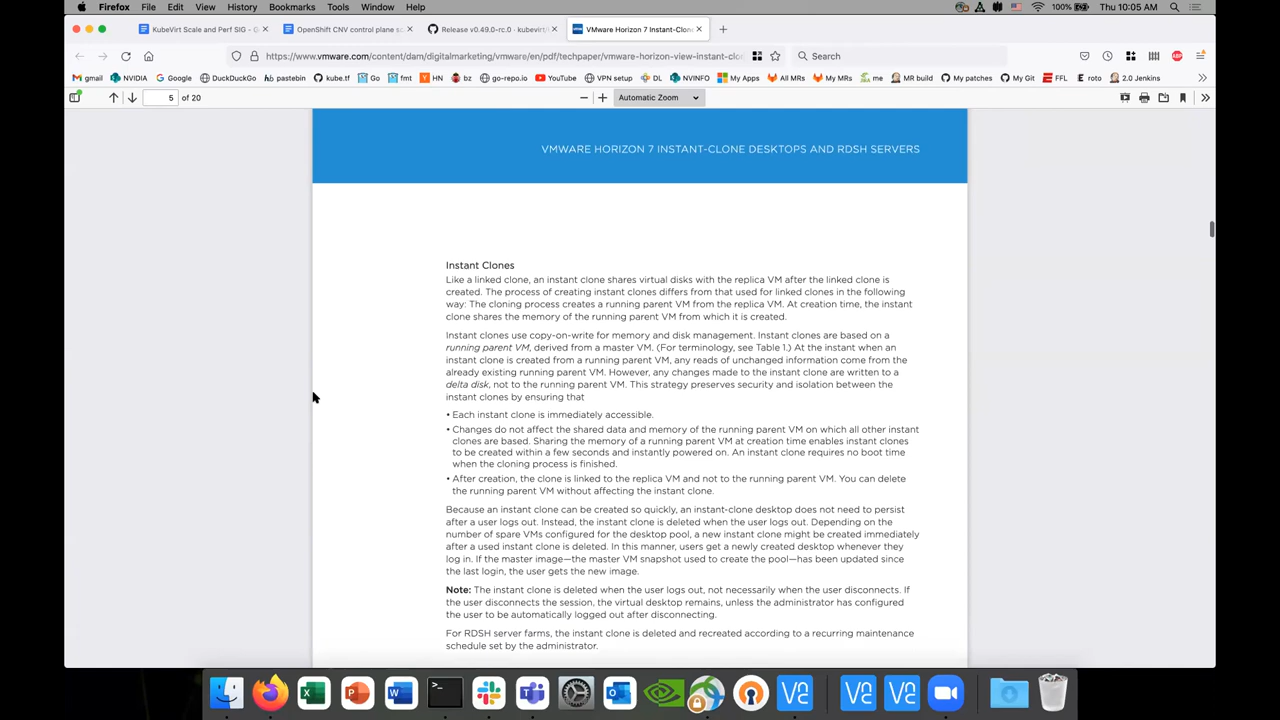 Firefox File Edit View History Bookmarks Tools Window Help 100% Thu 10:05 AM
KubeVirt Scale and Perf SIG - G OpenShift CNV control plane sc Release v0.49.0-rc.0 · kubevirt/ VMware Horizon 7 Instant-Clon
https://www.vmware.com/content/dam/digitalmarketing/vmware/en/pdf/techpaper/vmware-horizon-view-instant-clo Search
gmail NVIDIA Google DuckDuckGo pastebin kube.tf Go fmt HN bz go-repo.io YouTube VPN setup DL NVINFO My Apps All MRs My MRs me MR build My patches My Git FFL eroto 2.0 Jenkins
5 of 20 Automatic Zoom
VMWARE HORIZON 7 INSTANT-CLONE DESKTOPS AND RDSH SERVERS
Instant Clones
Like a linked clone, an instant clone shares virtual disks with the replica VM after the linked clone is
created. The process of creating instant clones differs from that used for linked clones in the following
way: The cloning process creates a running parent VM from the replica VM. At creation time, the instant
clone shares the memory of the running parent VM from which it is created.
Instant clones use copy-on-write for memory and disk management. Instant clones are based on a
running parent VM, derived from a master VM. (For terminology, see Table 1.) At the instant when an
instant clone is created from a running parent VM, any reads of unchanged information come from the
already existing running parent VM. However, any changes made to the instant clone are written to a
delta disk, not to the running parent VM. This strategy preserves security and isolation between the
instant clones by ensuring that
• Each instant clone is immediately accessible.
• Changes do not affect the shared data and memory of the running parent VM on which all other instant
clones are based. Sharing the memory of a running parent VM at creation time enables instant clones
to be created within a few seconds and instantly powered on. An instant clone requires no boot time
when the cloning process is finished.
• After creation, the clone is linked to the replica VM and not to the running parent VM. You can delete
the running parent VM without affecting the instant clone.
Because an instant clone can be created so quickly, an instant-clone desktop does not need to persist
after a user logs out. Instead, the instant clone is deleted when the user logs out. Depending on the
number of spare VMs configured for the desktop pool, a new instant clone might be created immediately
after a used instant clone is deleted. In this manner, users get a newly created desktop whenever they
log in. If the master image—the master VM snapshot used to create the pool—has been updated since
the last login, the user gets the new image.
Note: The instant clone is deleted when the user logs out, not necessarily when the user disconnects. If
the user disconnects the session, the virtual desktop remains, unless the administrator has configured
the user to be automatically logged out after disconnecting.
For RDSH server farms, the instant clone is deleted and recreated according to a recurring maintenance
schedule set by the administrator.